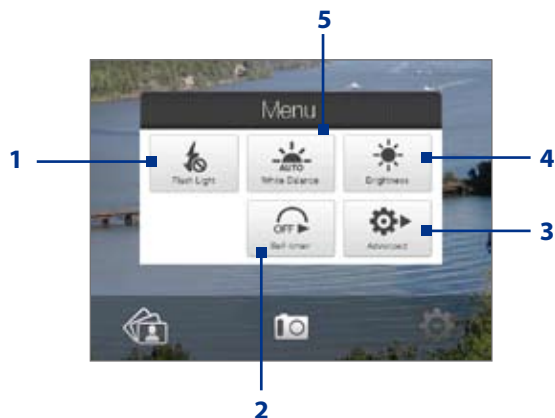 5
Menu
1
4
AUTO
Flash Light
White Balance
Brightness
OFF
3
Self-timer
Advanced
2